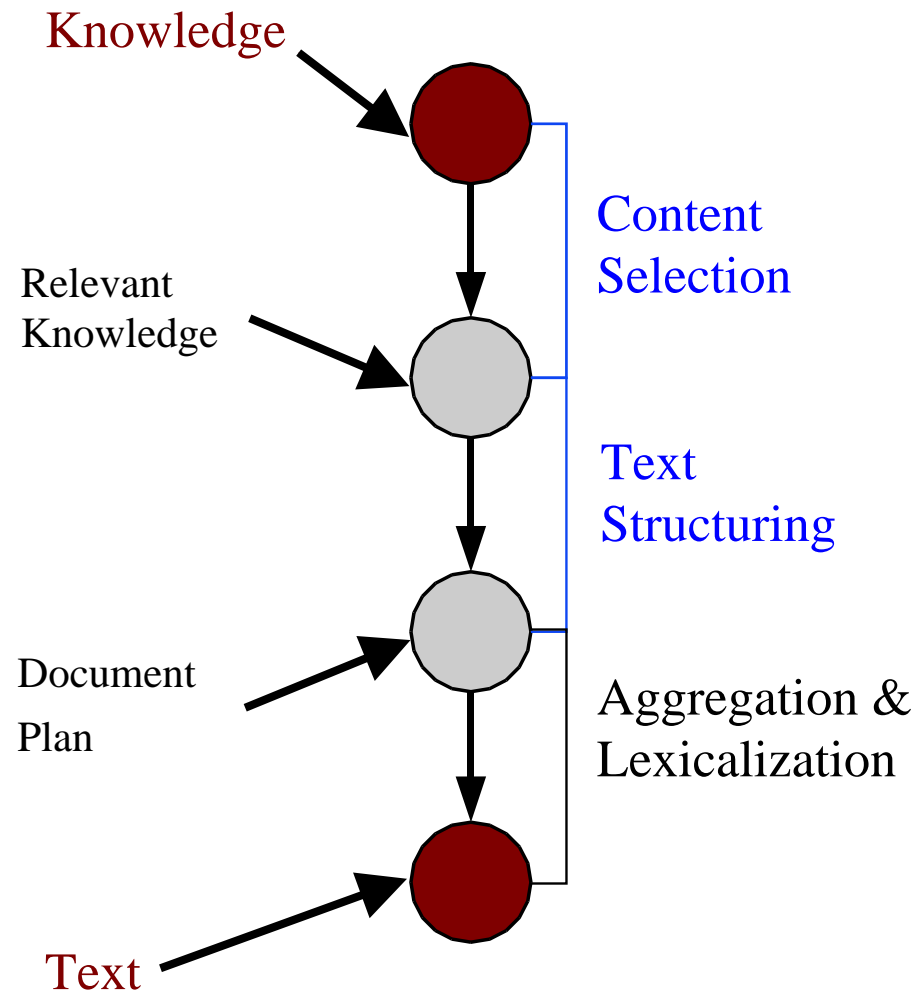 Knowledge
Content
Selection
Relevant
Knowledge
Text
Structuring
Document
Plan
Aggregation &
Lexicalization
Text